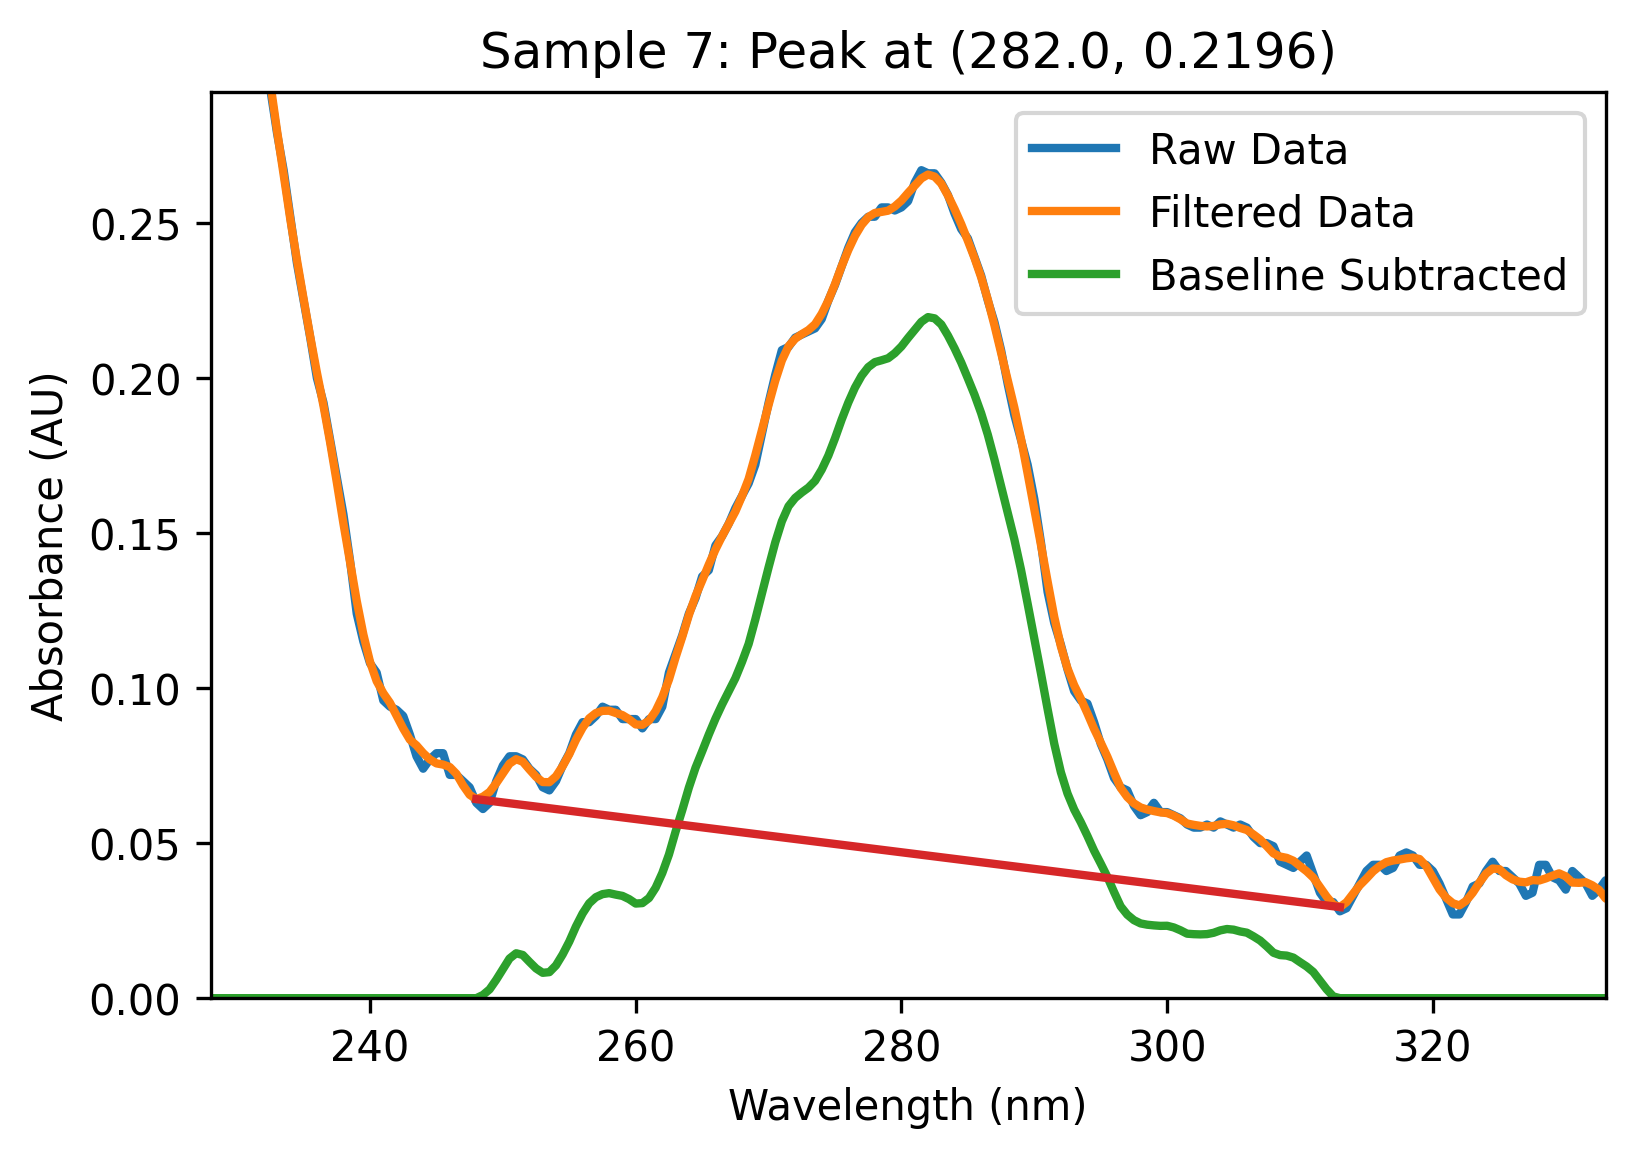 Sample 7: Peak at (282.0, 0.2196)
Raw Data
Filtered Data
Baseline Subtracted
Absorbance (AU)
0.25
0.20
0.15
0.10
0.05
0.00
240 260 280 300 320
Wavelength (nm)